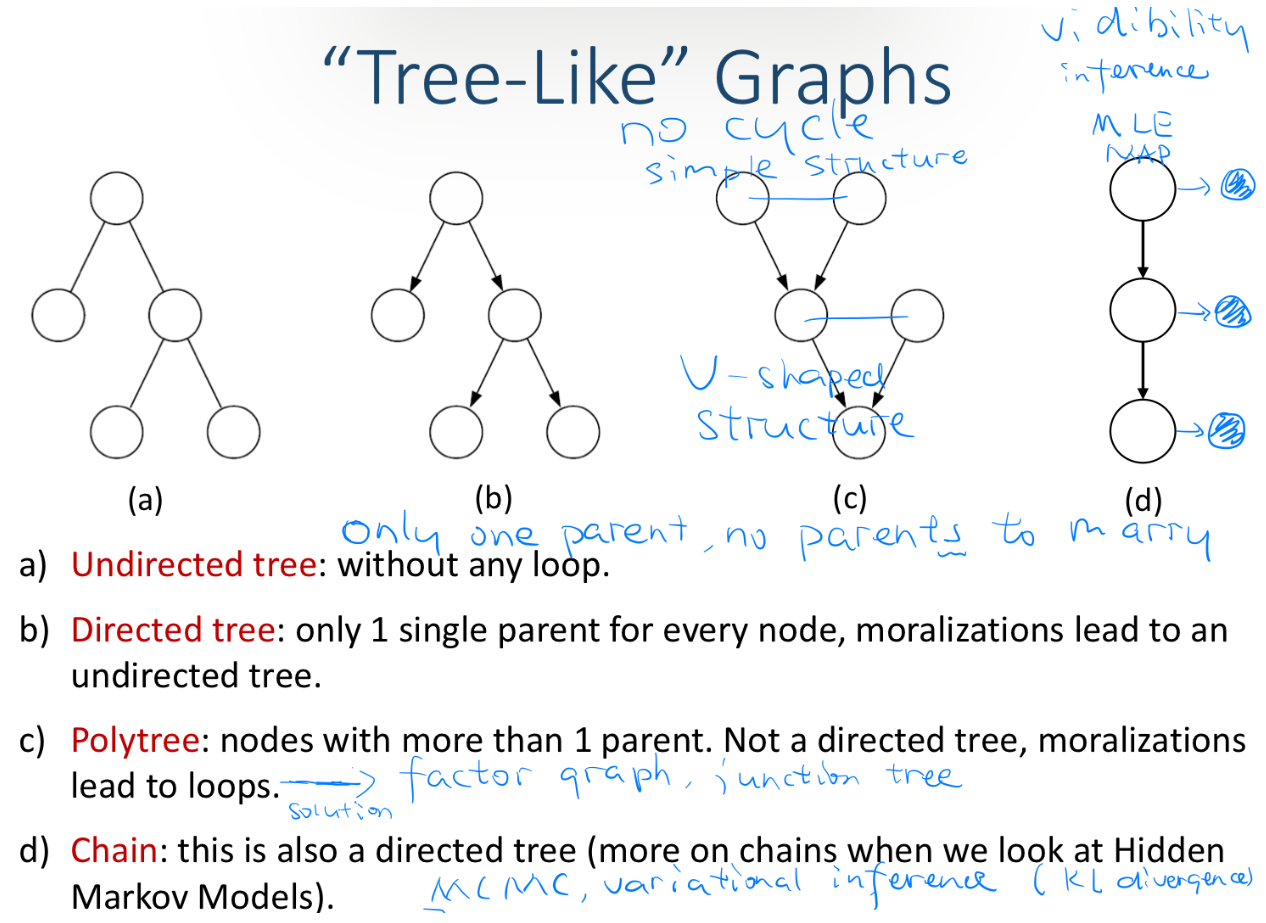 vidibility
“Tree-Like” Graphs
inference
no cycle
MLE
simple structure
MAP
V-shaped
structure
(a)
(b)
(c)
(d)
only one parent, no parents to marry
a) Undirected tree: without any loop.
b) Directed tree: only 1 single parent for every node, moralizations lead to an
undirected tree.
c) Polytree: nodes with more than 1 parent. Not a directed tree, moralizations
lead to loops. → factor graph, junction tree
solution
d) Chain: this is also a directed tree (more on chains when we look at Hidden
Markov Models). MCMC, variational inference (KL divergence)